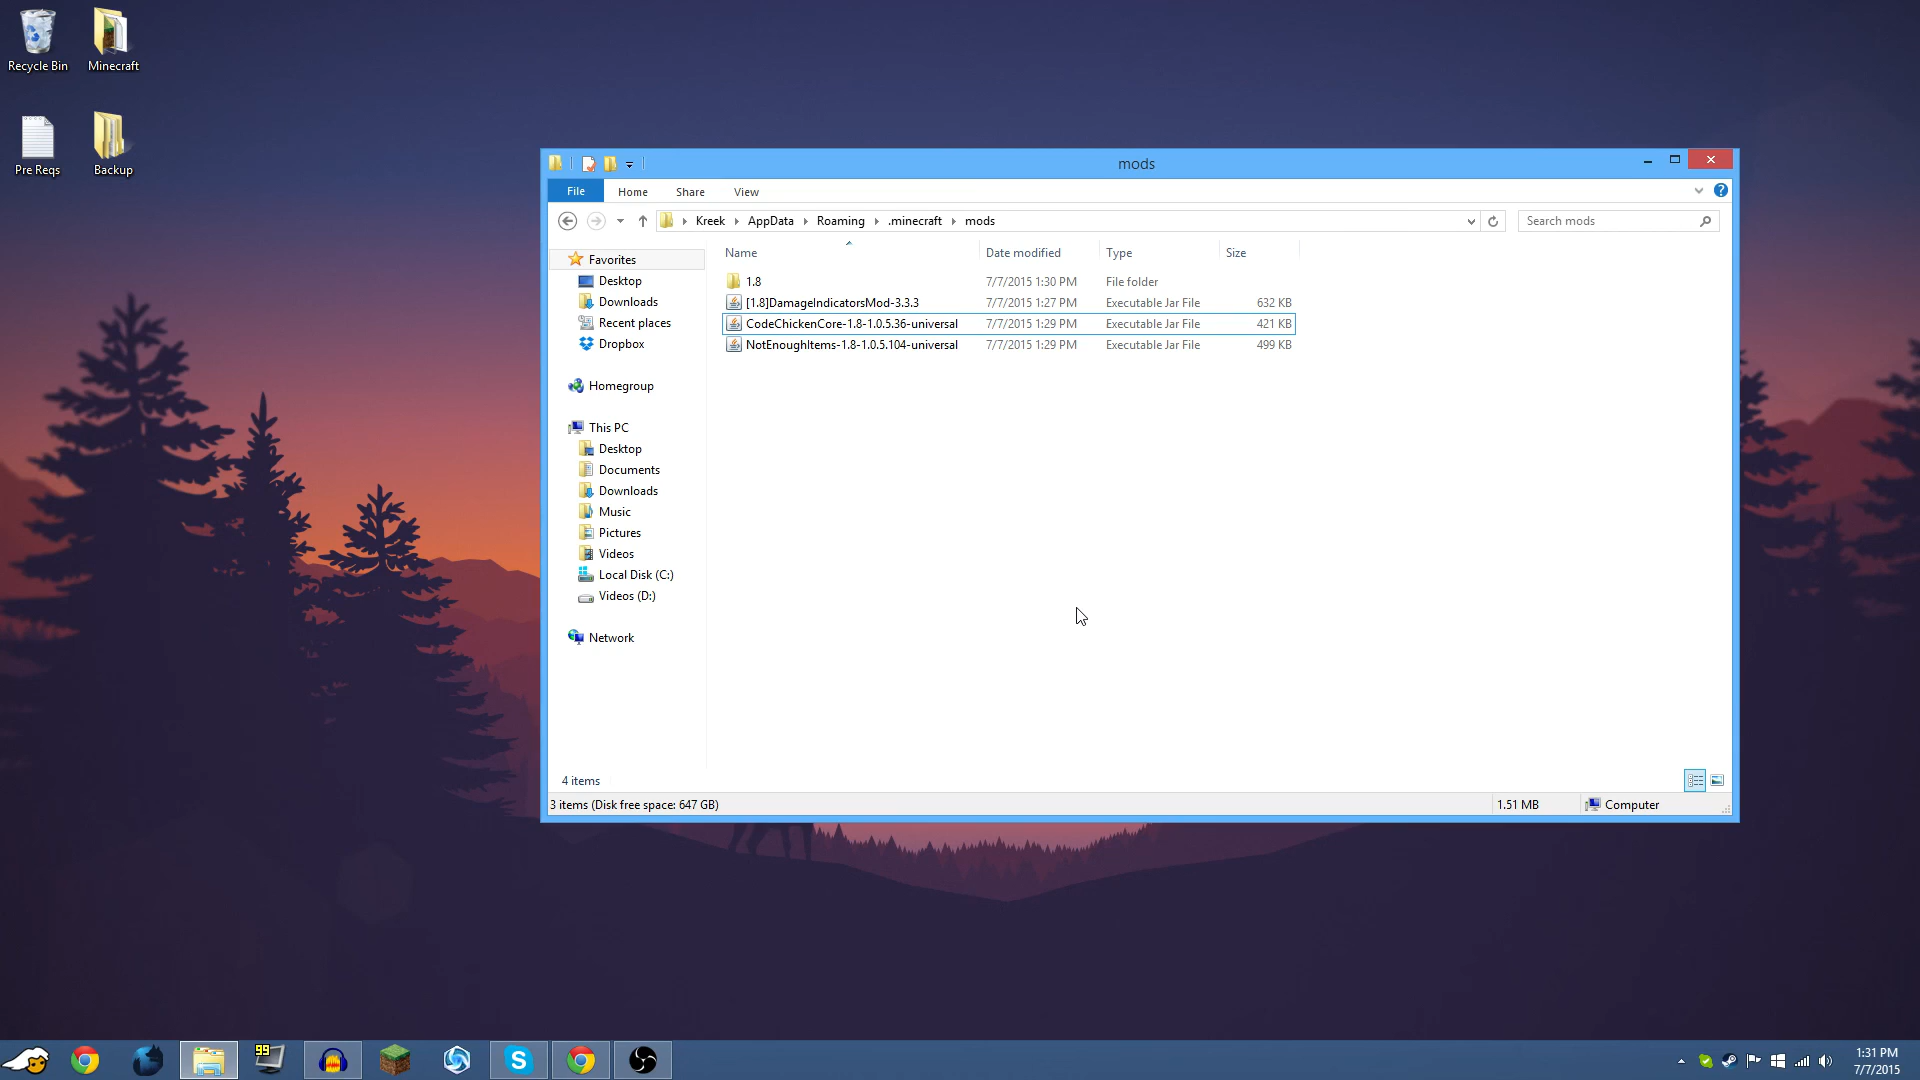 Recycle Bin
Minecraft
Pre Reqs
Backup
mods
File
Home
Share
View
Kreek
AppData
Roaming
.minecraft
mods
Search mods
Name
Date modified
Type
Size
Favorites
Desktop
Downloads
Recent places
Dropbox
Homegroup
This PC
Desktop
Documents
Downloads
Music
Pictures
Videos
Local Disk (C:)
Videos (D:)
Network
1.8 7/7/2015 1:30 PM File folder
[1.8]DamageIndicatorsMod-3.3.3 7/7/2015 1:27 PM Executable Jar File 632 KB
CodeChickenCore-1.8-1.0.5.36-universal 7/7/2015 1:29 PM Executable Jar File 421 KB
NotEnoughItems-1.8-1.0.5.104-universal 7/7/2015 1:29 PM Executable Jar File 499 KB
4 items
3 items (Disk free space: 647 GB)
1.51 MB
Computer
99
1:31 PM
7/7/2015